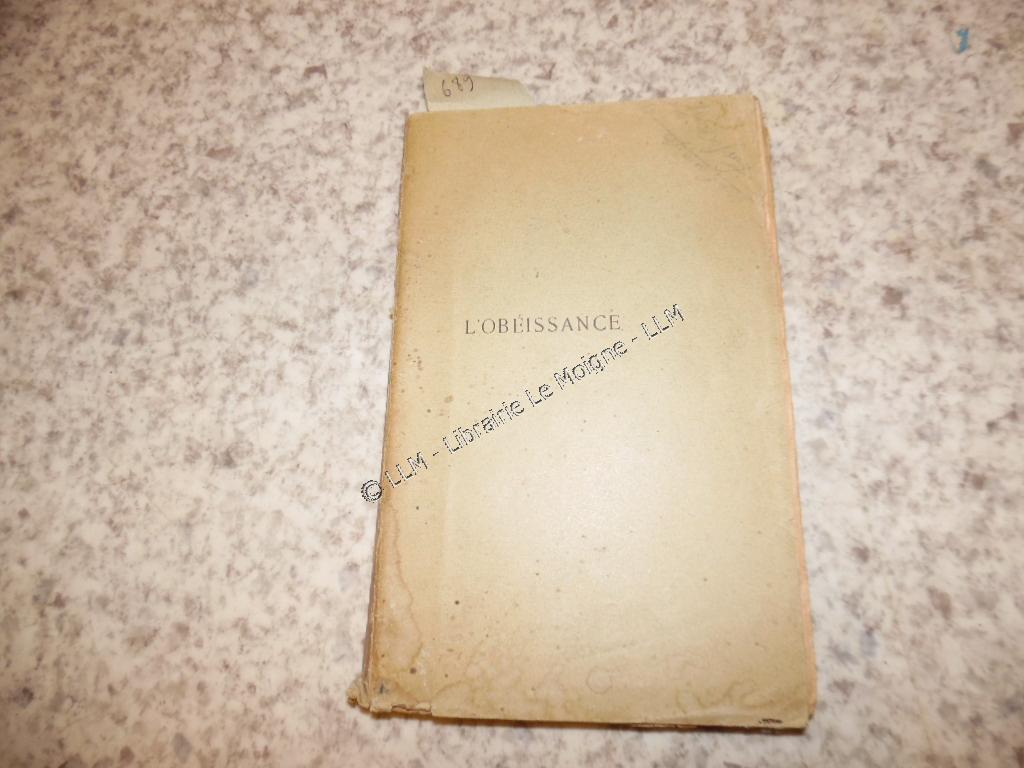 689
L'OBÉISSANCE
© LLM - Librairie Le Moigne - LLM